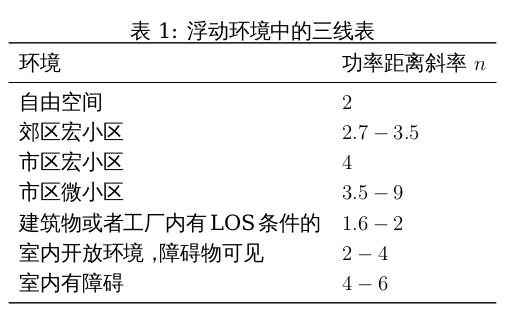 表 1: 浮动环境中的三线表
环境 功率距离斜率 n
自由空间 2
郊区宏小区 2.7 – 3.5
市区宏小区 4
市区微小区 3.5 – 9
建筑物或者工厂内有 LOS 条件的 1.6 – 2
室内开放环境 ,障碍物可见 2 – 4
室内有障碍 4 – 6